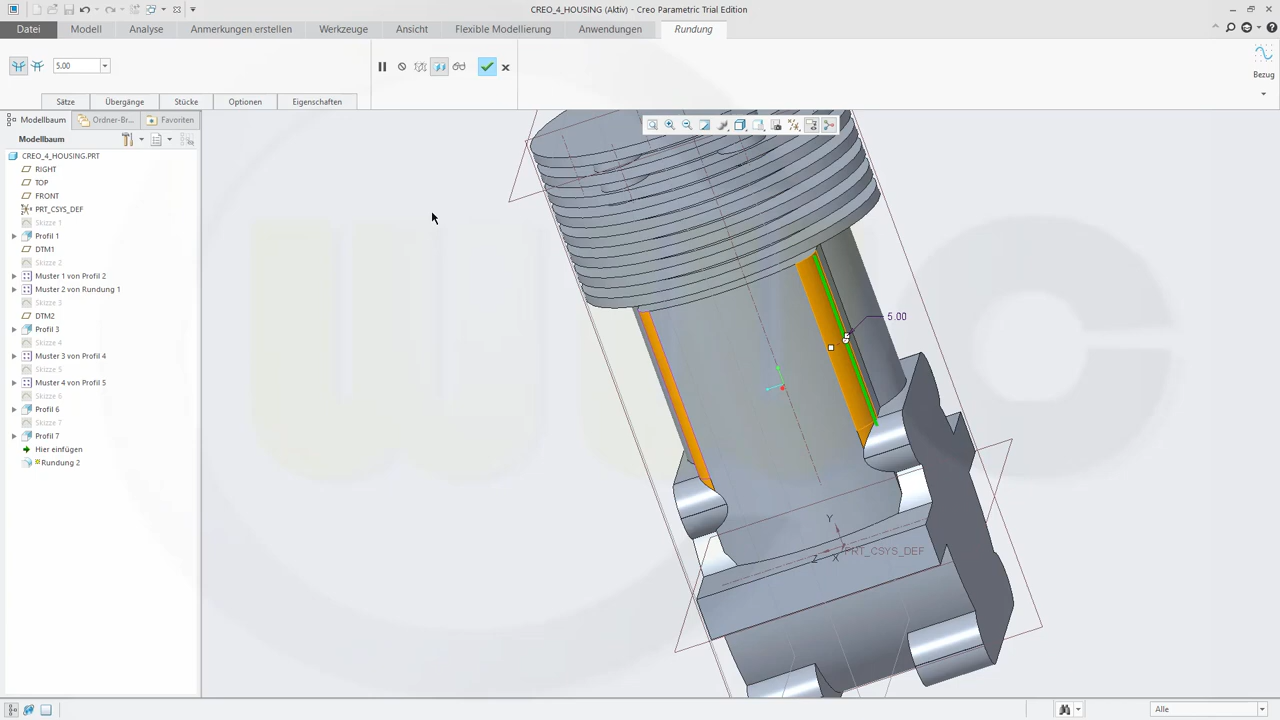 CREO_4_HOUSING (Aktiv) - Creo Parametric Trial Edition
Datei Modell Analyse Anmerkungen erstellen Werkzeuge Ansicht Flexible Modellierung Anwendungen Rundung
5.00
Bezug
Sätze Übergänge Stücke Optionen Eigenschaften
Modellbaum Ordner-Br... Favoriten
Modellbaum
CREO_4_HOUSING.PRT
RIGHT
TOP
FRONT
PRT_CSYS_DEF
Skizze 1
Profil 1
DTM1
Skizze 2
Muster 1 von Profil 2
Muster 2 von Rundung 1
Skizze 3
DTM2
Profil 3
Muster 3 von Profil 4
Muster 4 von Profil 5
Skizze 6
Profil 6
Skizze 7
Profil 7
Hier einfügen
Rundung 2
5.00
Y
PRT_CSYS_DEF
Z X
Alle